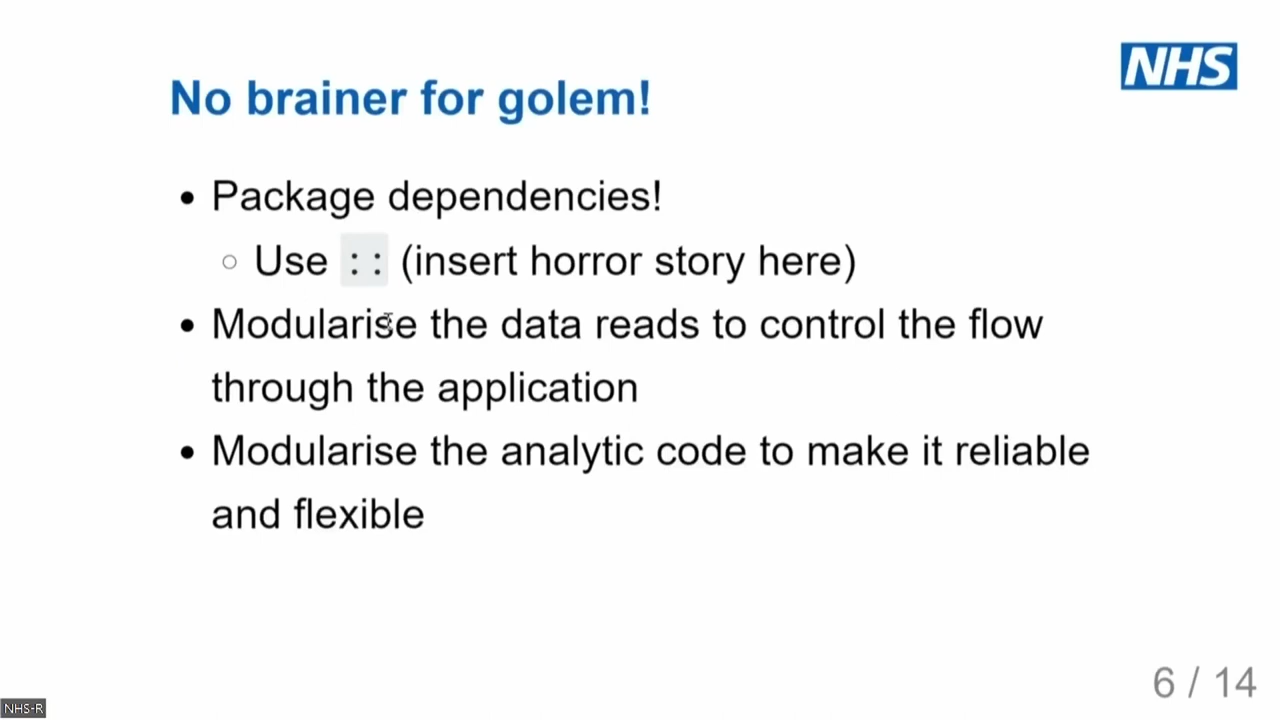 NHS
No brainer for golem!
• Package dependencies!
○ Use :: (insert horror story here)
• Modularise the data reads to control the flow
through the application
• Modularise the analytic code to make it reliable
and flexible
6 / 14
NHS-R